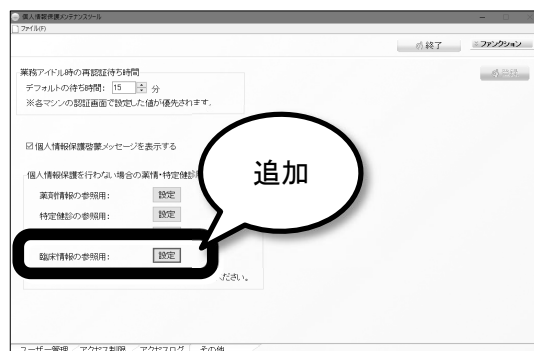 個人情報保護メンテナンスツール
ファイル(F)
終了
ファンクション
業務アイドル時の再認証待ち時間
デフォルトの待ち時間: 15 分
※各マシンの認証画面で設定した値が優先されます.
個人情報保護啓蒙メッセージを表示する
個人情報保護を行わない場合の薬情・特定健診
薬剤情報の参照用: 設定
特定健診の参照用: 設定
臨床情報の参照用: 設定
ださい。
追加
ユーザー管理 アクセス制限 アクセスログ その他